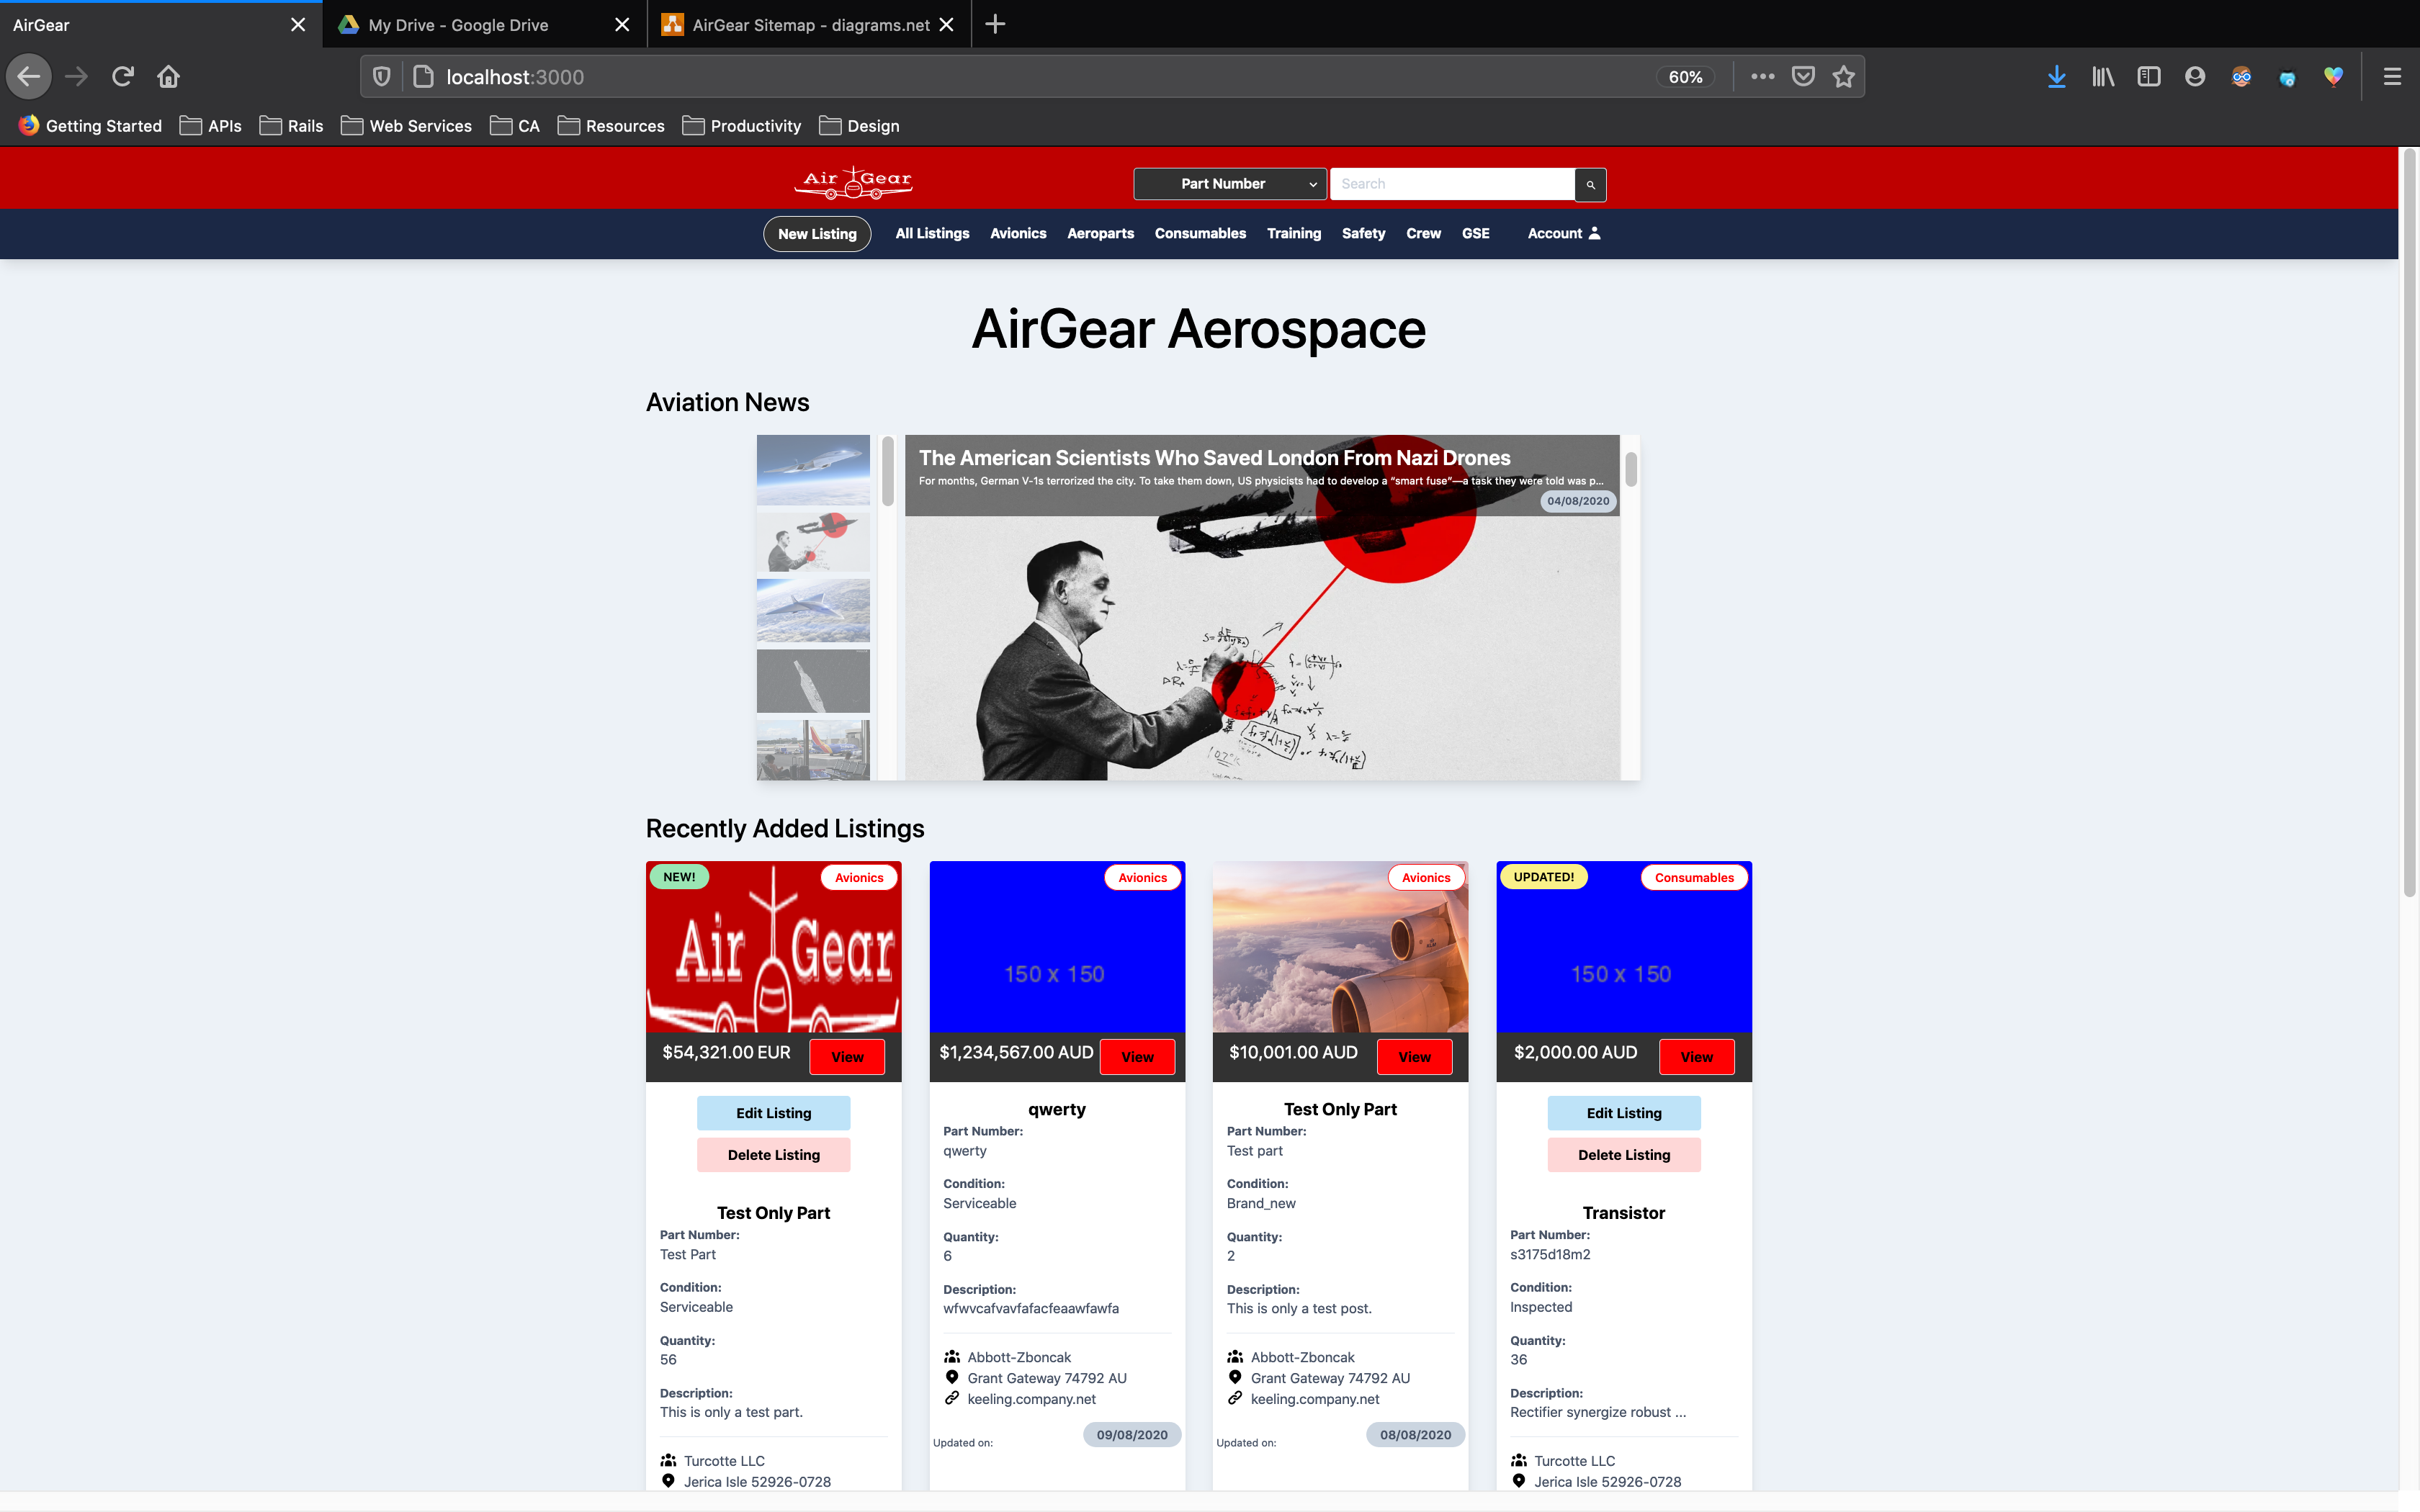 AirGear
My Drive - Google Drive
AirGear Sitemap - diagrams.net
localhost:3000
60%
Getting Started
APIs
Rails
Web Services
CA
Resources
Productivity
Design
Air Gear
Part Number
Search
New Listing
All Listings
Avionics
Aeroparts
Consumables
Training
Safety
Crew
GSE
Account
AirGear Aerospace
Aviation News
The American Scientists Who Saved London From Nazi Drones
For months, German V-1s terrorized the city. To take them down, US physicists had to develop a “smart fuse”—a task they were told was p...
04/08/2020
Recently Added Listings
NEW!
Avionics
Air Gear
$54,321.00 EUR
View
Edit Listing
Delete Listing
Test Only Part
Part Number:
Test Part
Condition:
Serviceable
Quantity:
56
Description:
This is only a test part.
Turcotte LLC
Jerica Isle 52926-0728
Avionics
150 x 150
$1,234,567.00 AUD
View
qwerty
Part Number:
qwerty
Condition:
Serviceable
Quantity:
6
Description:
wfwvcafvavfafacfeaawfawfa
Abbott-Zboncak
Grant Gateway 74792 AU
keeling.company.net
Updated on:
09/08/2020
Avionics
$10,001.00 AUD
View
Test Only Part
Part Number:
Test part
Condition:
Brand_new
Quantity:
2
Description:
This is only a test post.
Abbott-Zboncak
Grant Gateway 74792 AU
keeling.company.net
Updated on:
08/08/2020
UPDATED!
Consumables
150 x 150
$2,000.00 AUD
View
Edit Listing
Delete Listing
Transistor
Part Number:
s3175d18m2
Condition:
Inspected
Quantity:
36
Description:
Rectifier synergize robust ...
Turcotte LLC
Jerica Isle 52926-0728